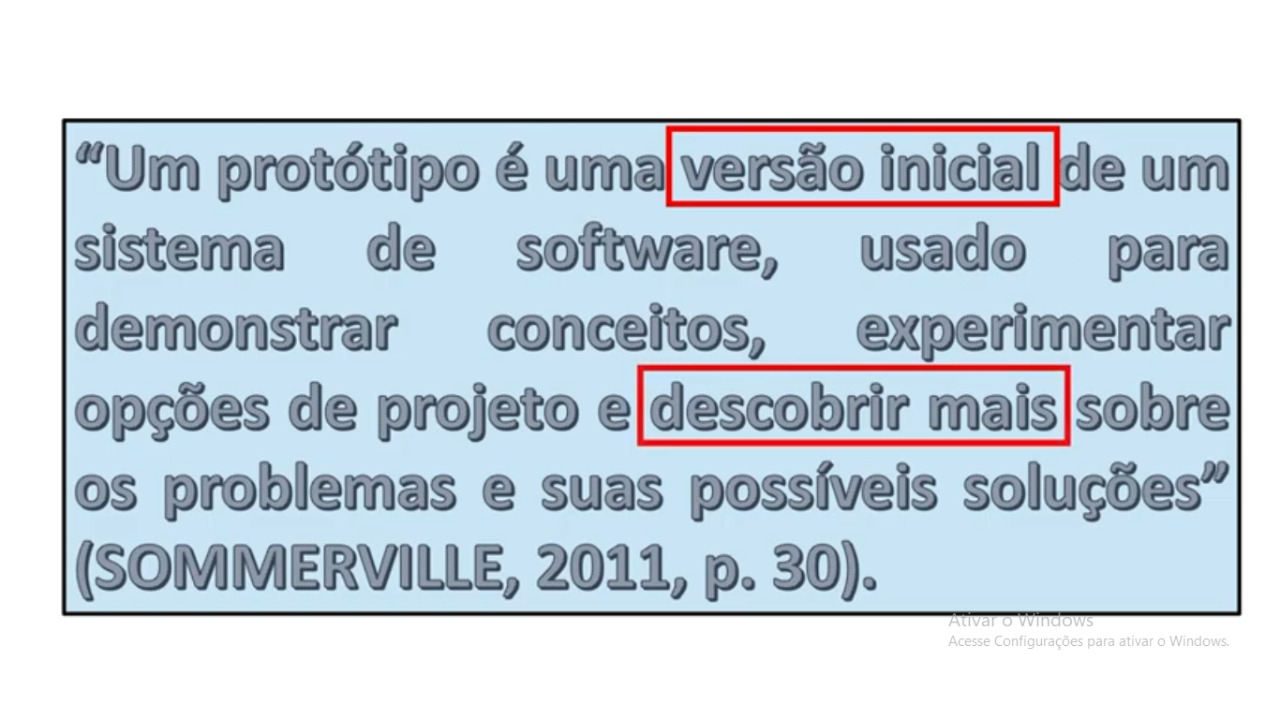 “Um protótipo é uma versão inicial de um
sistema de software, usado para
demonstrar conceitos, experimentar
opções de projeto e descobrir mais sobre
os problemas e suas possíveis soluções”
(SOMMERVILLE, 2011, p. 30).
Ativar o Windows
Acesse Configurações para ativar o Windows.